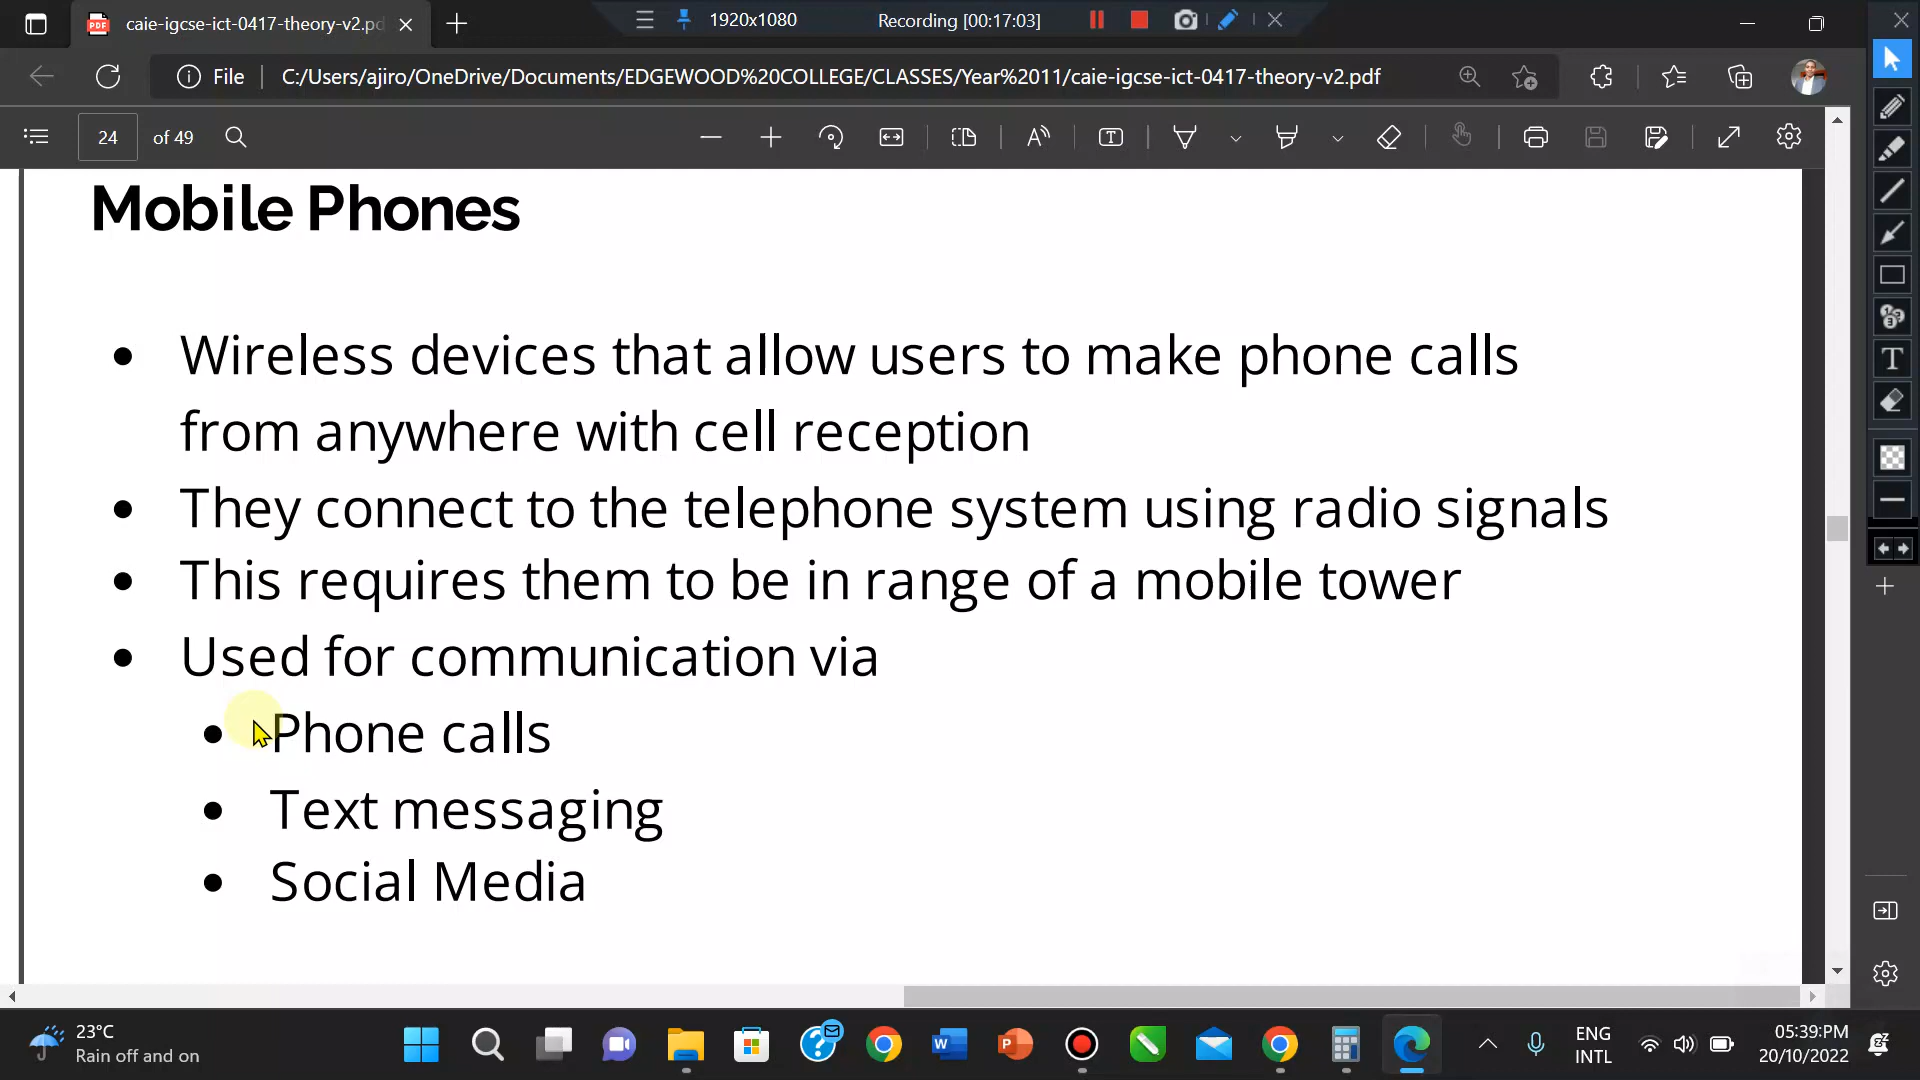 caie-igcse-ict-0417-theory-v2.pd
1920x1080
Recording [00:17:03]
File
C:/Users/ajiro/OneDrive/Documents/EDGEWOOD%20COLLEGE/CLASSES/Year%2011/caie-igcse-ict-0417-theory-v2.pdf
24 of 49
Mobile Phones
• Wireless devices that allow users to make phone calls
from anywhere with cell reception
• They connect to the telephone system using radio signals
• This requires them to be in range of a mobile tower
• Used for communication via
• Phone calls
• Text messaging
• Social Media
23°C
Rain off and on
ENG
INTL
05:39:PM
20/10/2022